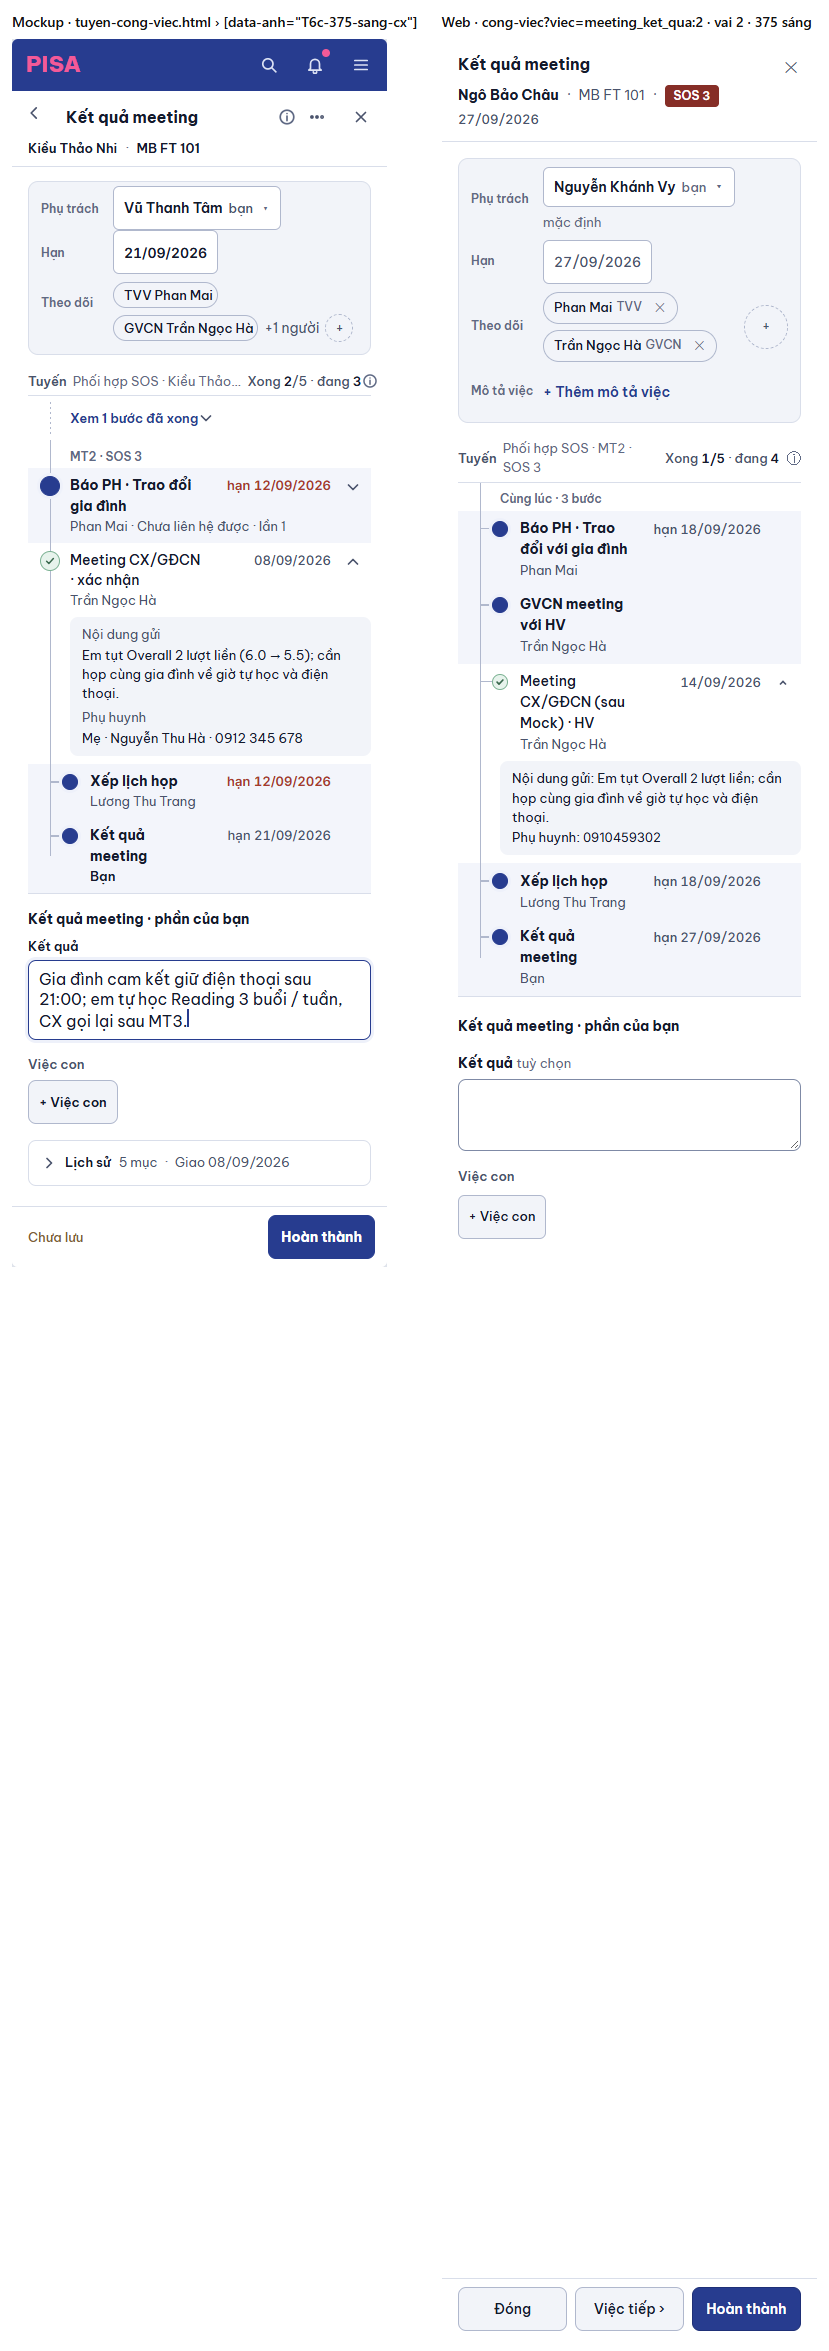 Mockup · tuyen-cong-viec.html › [data-anh="T6c-375-sang-cx"]
PISA
Kết quả meeting
Kiều Thảo Nhi · MB FT 101
Phụ trách
Vũ Thanh Tâm bạn
Hạn
21/09/2026
Theo dõi
TVV Phan Mai
GVCN Trần Ngọc Hà +1 người +
Tuyến Phối hợp SOS · Kiều Thảo... Xong 2/5 · đang 3
Xem 1 bước đã xong
MT2 · SOS 3
Báo PH · Trao đổi hạn 12/09/2026
gia đình
Phan Mai · Chưa liên hệ được · lần 1
Meeting CX/GĐCN 08/09/2026
· xác nhận
Trần Ngọc Hà
Nội dung gửi
Em tụt Overall 2 lượt liền (6.0 → 5.5); cần
họp cùng gia đình về giờ tự học và điện
thoại.
Phụ huynh
Mẹ · Nguyễn Thu Hà · 0912 345 678
Xếp lịch họp hạn 12/09/2026
Lương Thu Trang
Kết quả hạn 21/09/2026
meeting
Bạn
Kết quả meeting · phần của bạn
Kết quả
Gia đình cam kết giữ điện thoại sau
21:00; em tự học Reading 3 buổi / tuần,
CX gọi lại sau MT3.
Việc con
+ Việc con
Lịch sử 5 mục · Giao 08/09/2026
Chưa lưu
Hoàn thành
Web · cong-viec?viec=meeting_ket_qua:2 · vai 2 · 375 sáng
Kết quả meeting
Ngô Bảo Châu · MB FT 101 · SOS 3
27/09/2026
Phụ trách
Nguyễn Khánh Vy bạn
mặc định
Hạn
27/09/2026
Theo dõi
Phan Mai TVV
Trần Ngọc Hà GVCN
+
Mô tả việc + Thêm mô tả việc
Tuyến Phối hợp SOS · MT2 · Xong 1/5 · đang 4
SOS 3
Cùng lúc · 3 bước
Báo PH · Trao hạn 18/09/2026
đổi với gia đình
Phan Mai
GVCN meeting
với HV
Trần Ngọc Hà
Meeting 14/09/2026
CX/GĐCN (sau
Mock) · HV
Trần Ngọc Hà
Nội dung gửi: Em tụt Overall 2 lượt liền; cần
họp cùng gia đình về giờ tự học và điện
thoại.
Phụ huynh: 0910459302
Xếp lịch họp hạn 18/09/2026
Lương Thu Trang
Kết quả hạn 27/09/2026
meeting
Bạn
Kết quả meeting · phần của bạn
Kết quả tuỳ chọn
Việc con
+ Việc con
Đóng
Việc tiếp ›
Hoàn thành